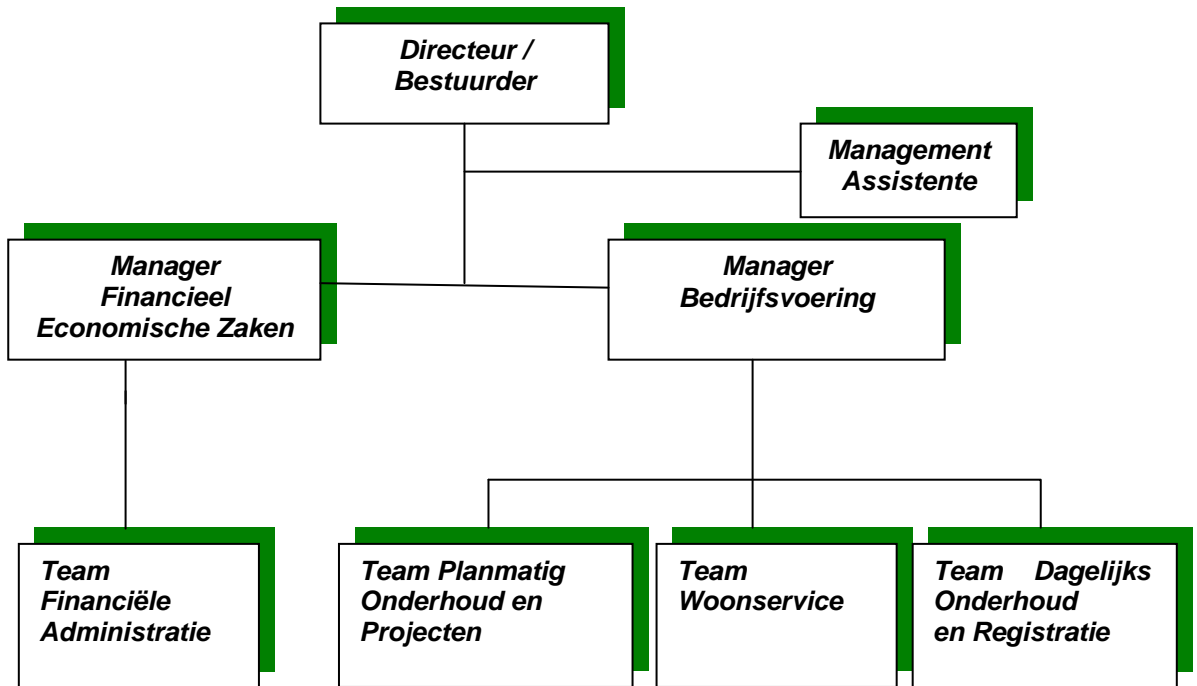 Directeur /
Bestuurder
Management
Assistente
Manager
Financieel
Economische Zaken
Manager
Bedrijfsvoering
Team
Financiële
Administratie
Team Planmatig
Onderhoud en
Projecten
Team
Woonservice
Team Dagelijks
Onderhoud
en Registratie